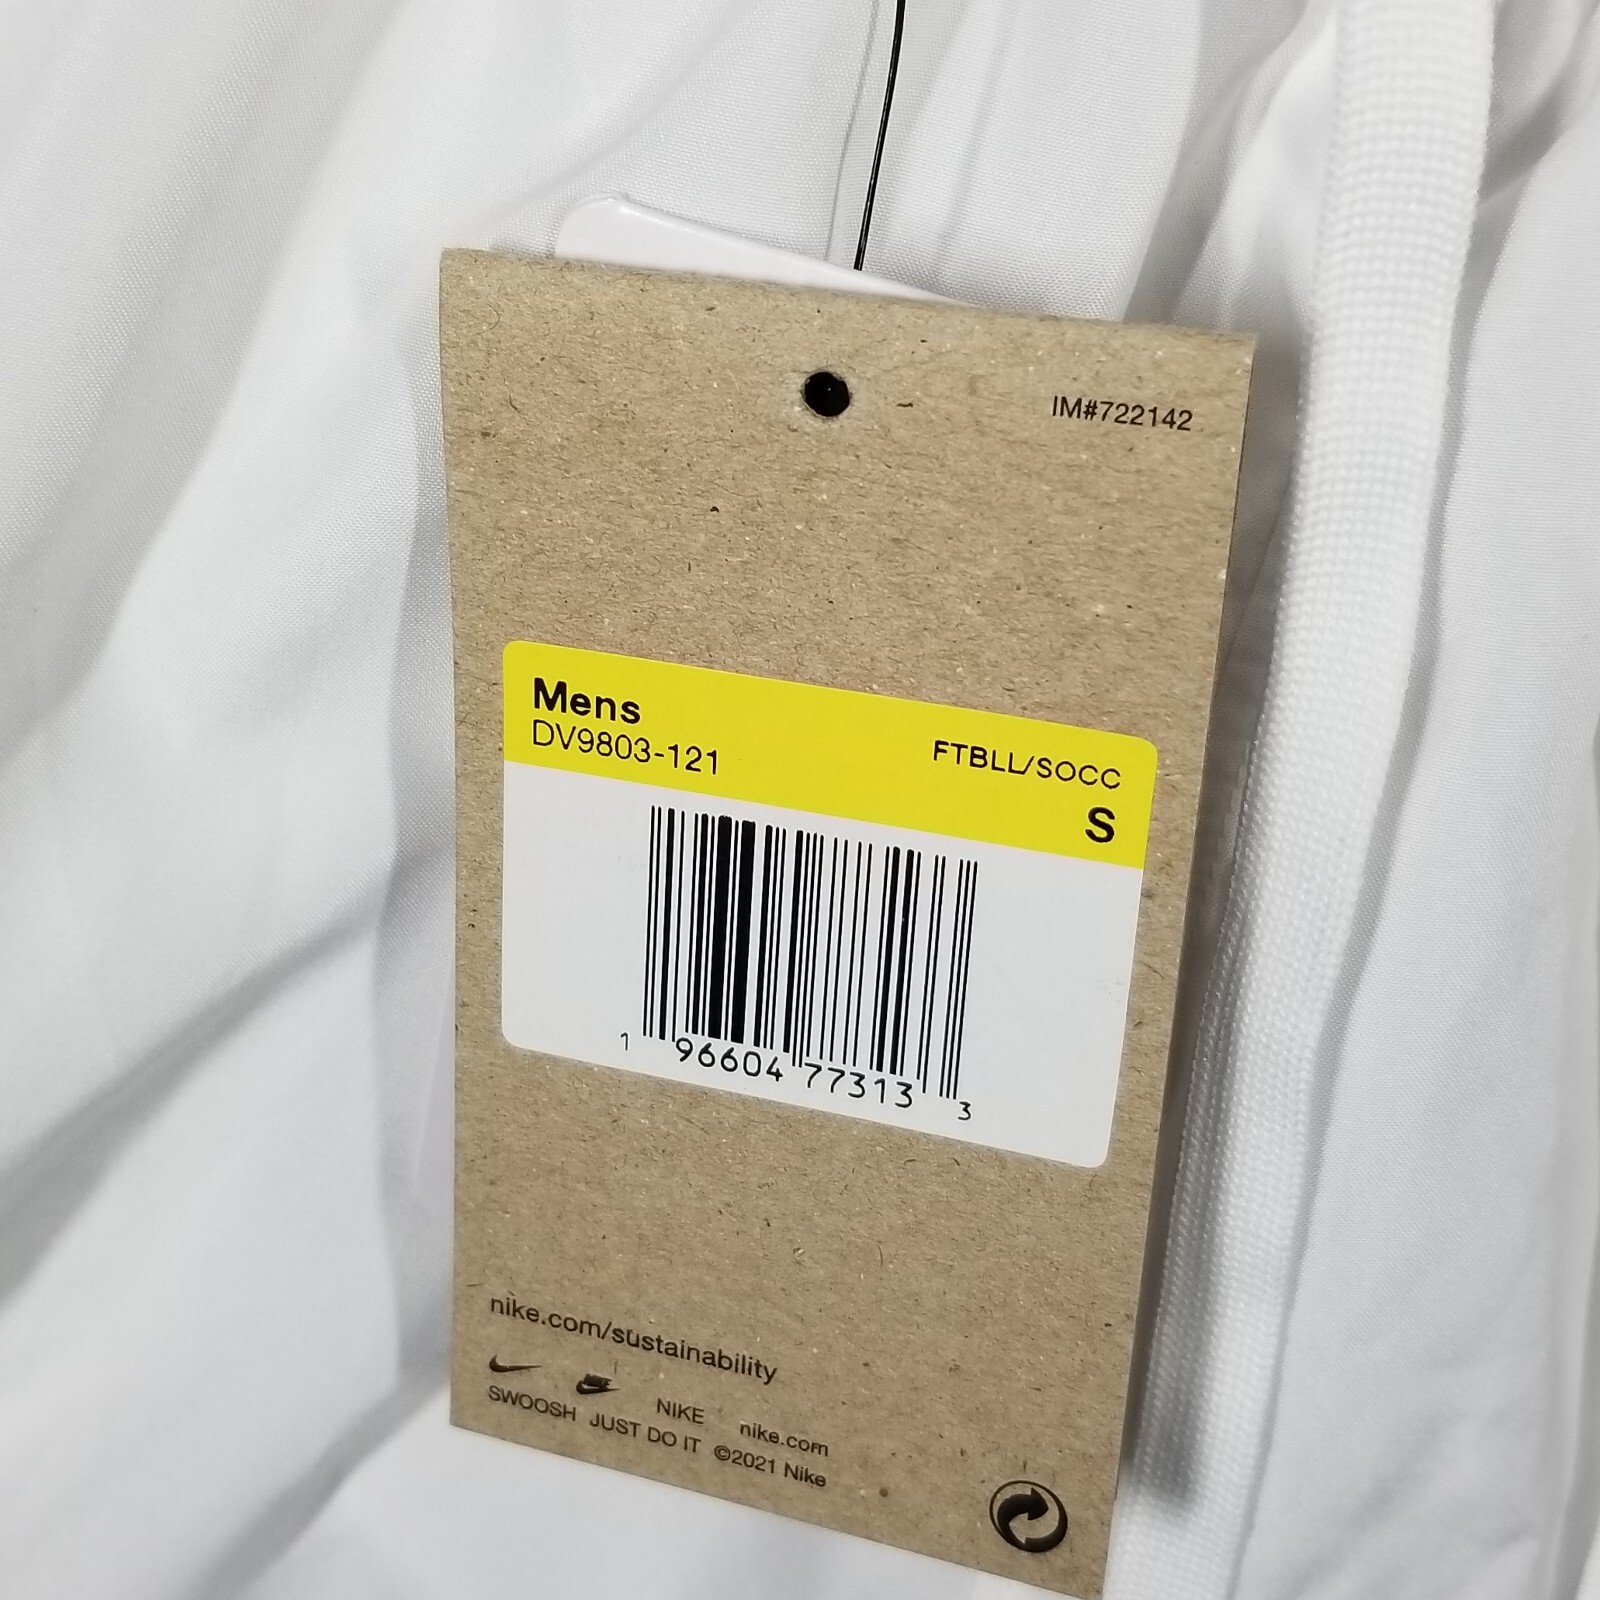 IM#722142
Mens
DV9803-121
FTBLL/SOCC
S
1 96604 77313 3
nike.com/sustainability
NIKE nike.com
SWOOSH JUST DO IT ©2021 Nike